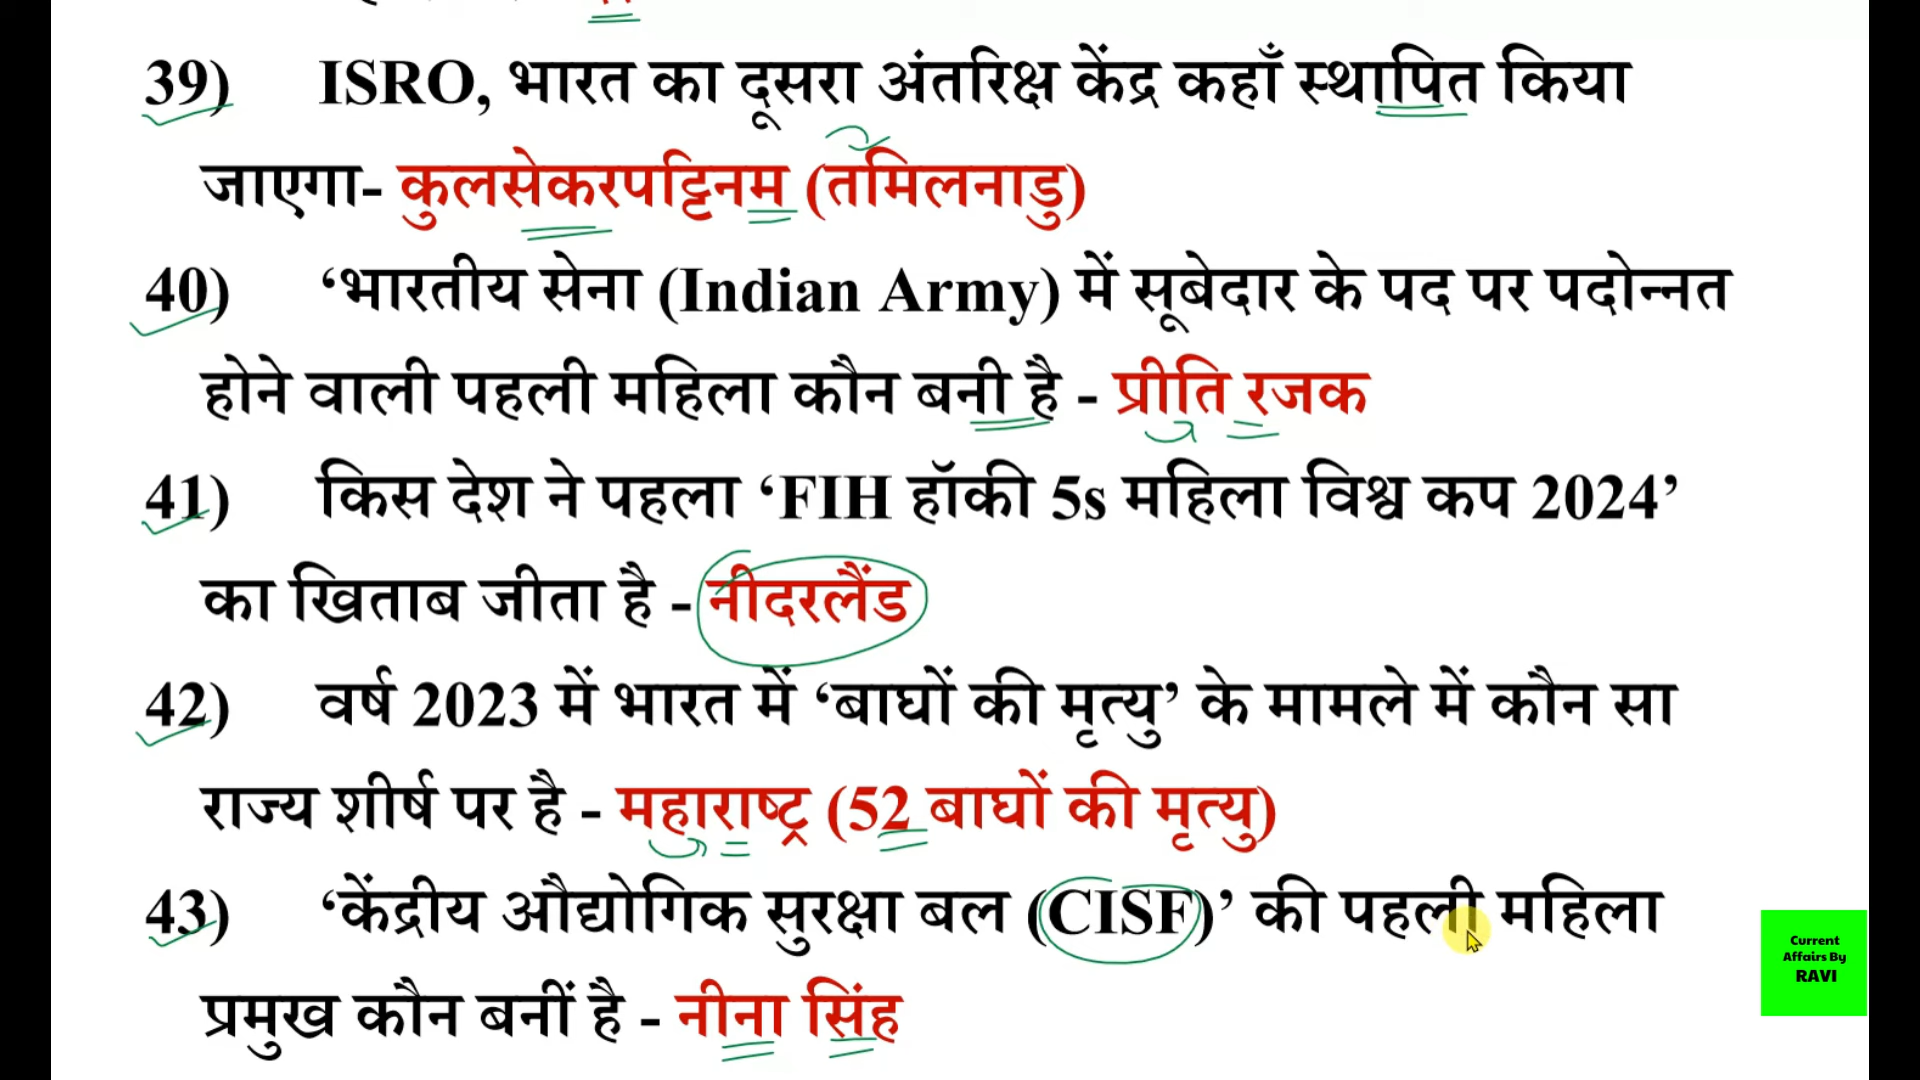 39) ISRO, भारत का दूसरा अंतरिक्ष केंद्र कहाँ स्थापित किया
जाएगा- कुलसेकरपट्टिनम (तमिलनाडु)
40) ‘भारतीय सेना (Indian Army) में सूबेदार के पद पर पदोन्नत
होने वाली पहली महिला कौन बनी है - प्रीति रजक
41) किस देश ने पहला ‘FIH हॉकी 5s महिला विश्व कप 2024’
का खिताब जीता है - नीदरलैंड
42) वर्ष 2023 में भारत में ‘बाघों की मृत्यु’ के मामले में कौन सा
राज्य शीर्ष पर है - महाराष्ट्र (52 बाघों की मृत्यु)
43) ‘केंद्रीय औद्योगिक सुरक्षा बल (CISF)’ की पहली महिला
प्रमुख कौन बनीं है - नीना सिंह
Current
Affairs By
RAVI